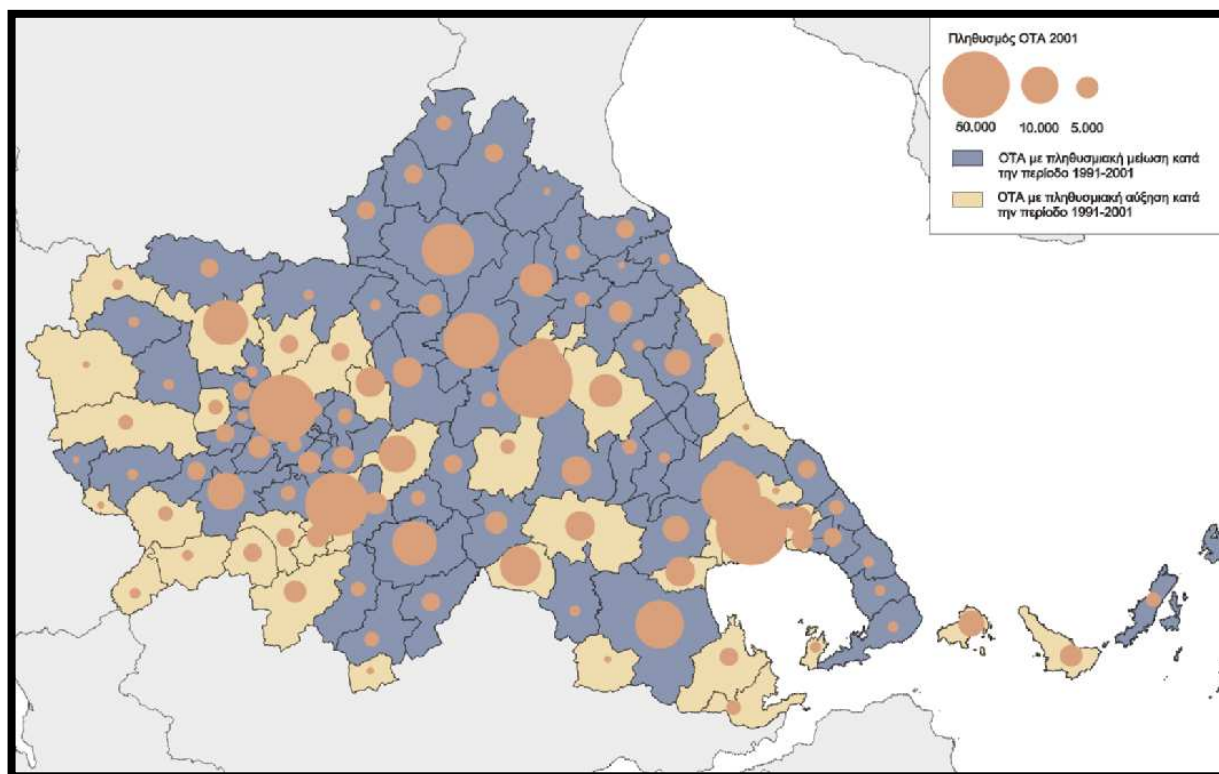 Πληθυσμός ΟΤΑ 2001
50.000 10.000 5.000
ΟΤΑ με πληθυσμιακή μείωση κατά
την περίοδο 1991-2001
ΟΤΑ με πληθυσμιακή αύξηση κατά
την περίοδο 1991-2001